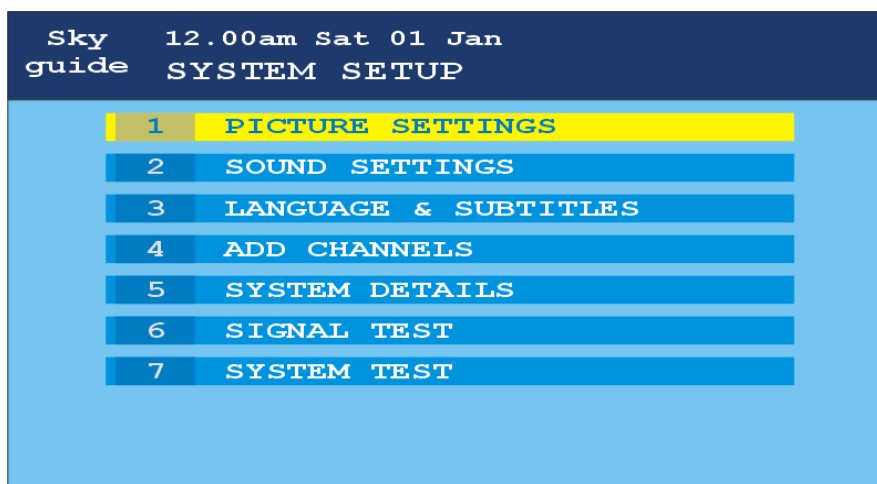 Sky 12.00am Sat 01 Jan
guide SYSTEM SETUP
1 PICTURE SETTINGS
2 SOUND SETTINGS
3 LANGUAGE & SUBTITLES
4 ADD CHANNELS
5 SYSTEM DETAILS
6 SIGNAL TEST
7 SYSTEM TEST